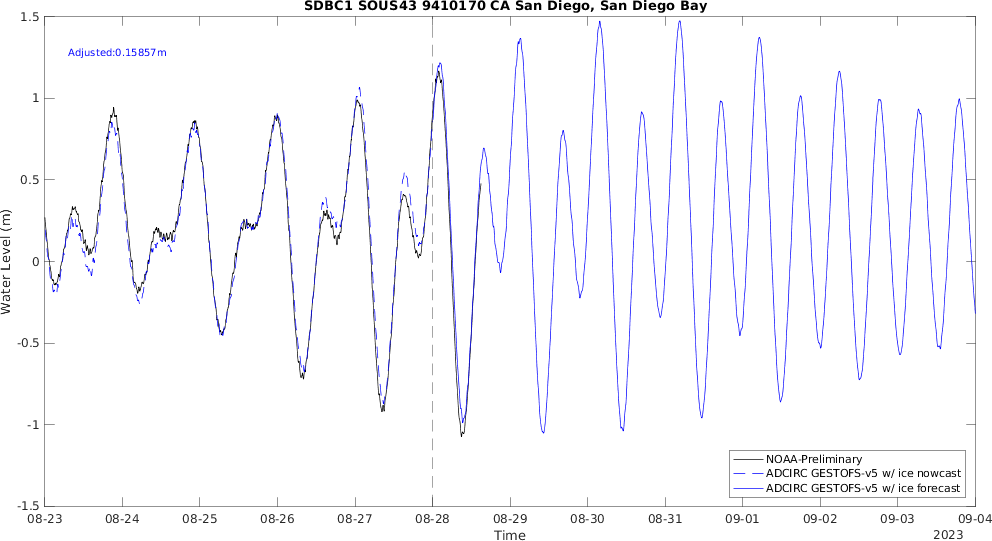 SDBC1 SOUS43 9410170 CA San Diego, San Diego Bay
Adjusted:0.15857m
1.5
1
0.5
0
-0.5
-1
-1.5
Water Level (m)
NOAA-Preliminary
ADCIRC GESTOFS-v5 w/ ice nowcast
ADCIRC GESTOFS-v5 w/ ice forecast
08-23 08-24 08-25 08-26 08-27 08-28 08-29 08-30 08-31 09-01 09-02 09-03 09-04
Time
2023